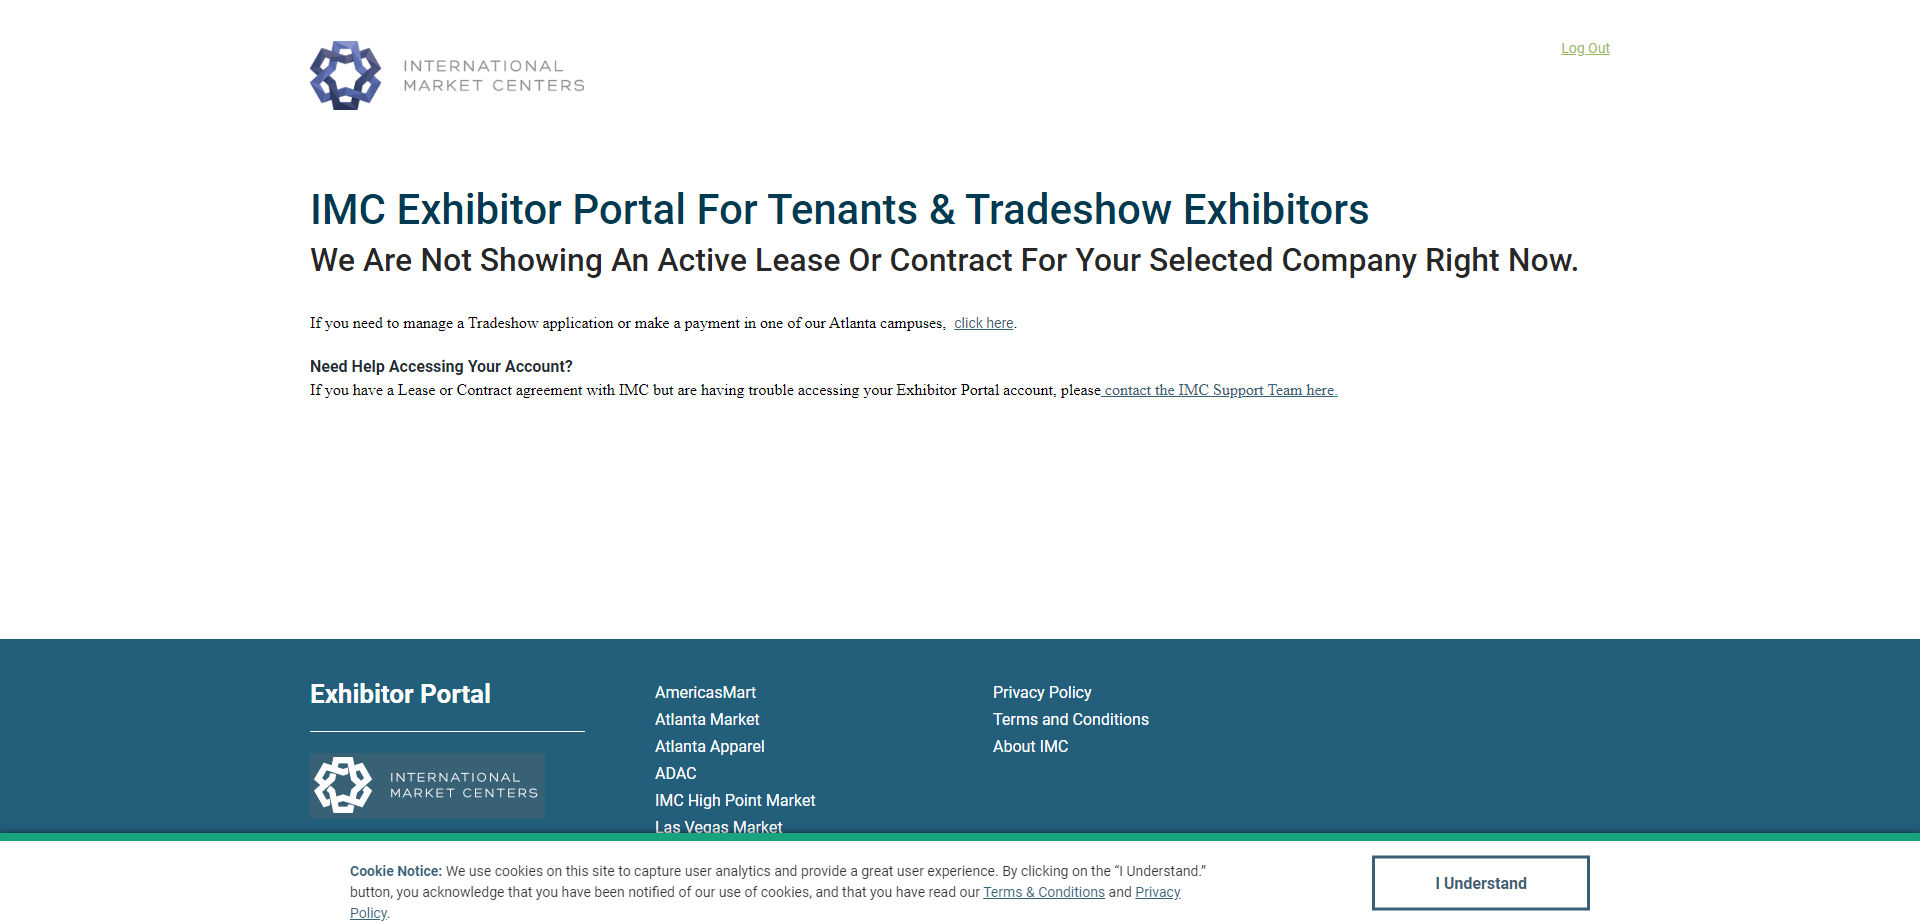 INTERNATIONAL
MARKET CENTERS
Log Out
IMC Exhibitor Portal For Tenants & Tradeshow Exhibitors
We Are Not Showing An Active Lease Or Contract For Your Selected Company Right Now.
If you need to manage a Tradeshow application or make a payment in one of our Atlanta campuses, click here.
Need Help Accessing Your Account?
If you have a Lease or Contract agreement with IMC but are having trouble accessing your Exhibitor Portal account, please contact the IMC Support Team here.
Exhibitor Portal
INTERNATIONAL
MARKET CENTERS
AmericasMart
Atlanta Market
Atlanta Apparel
ADAC
IMC High Point Market
Las Vegas Market
Privacy Policy
Terms and Conditions
About IMC
Cookie Notice: We use cookies on this site to capture user analytics and provide a great user experience. By clicking on the “I Understand.”
button, you acknowledge that you have been notified of our use of cookies, and that you have read our Terms & Conditions and Privacy
Policy.
I Understand